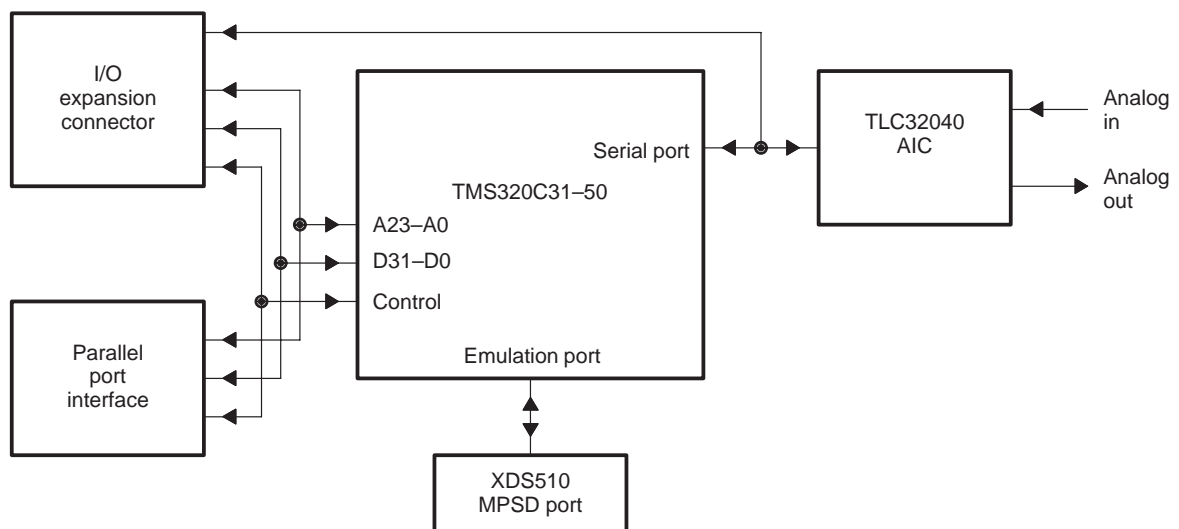 I/O
expansion
connector
TMS320C31–50
Serial port
A23–A0
D31–D0
Control
Emulation port
TLC32040
AIC
Analog
in
Analog
out
Parallel
port
interface
XDS510
MPSD port